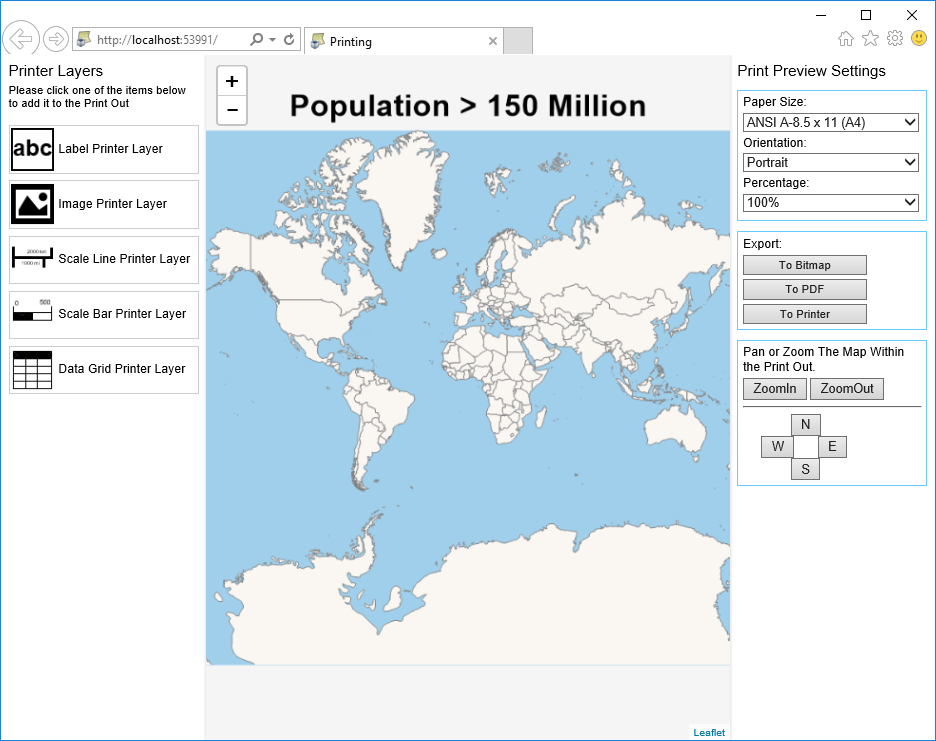 http://localhost:53991/
Printing
Printer Layers
Please click one of the items below
to add it to the Print Out
abc
Label Printer Layer
Image Printer Layer
Scale Line Printer Layer
0 500
Scale Bar Printer Layer
Data Grid Printer Layer
+
−
Population > 150 Million
Leaflet
Print Preview Settings
Paper Size:
ANSI A-8.5 x 11 (A4)
Orientation:
Portrait
Percentage:
100%
Export:
To Bitmap
To PDF
To Printer
Pan or Zoom The Map Within
the Print Out.
ZoomIn ZoomOut
N
W E
S